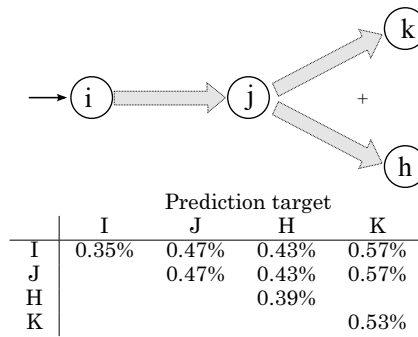 k
i
j
+
h
Prediction target
I J H K
I 0.35% 0.47% 0.43% 0.57%
J 0.47% 0.43% 0.57%
H 0.39%
K 0.53%